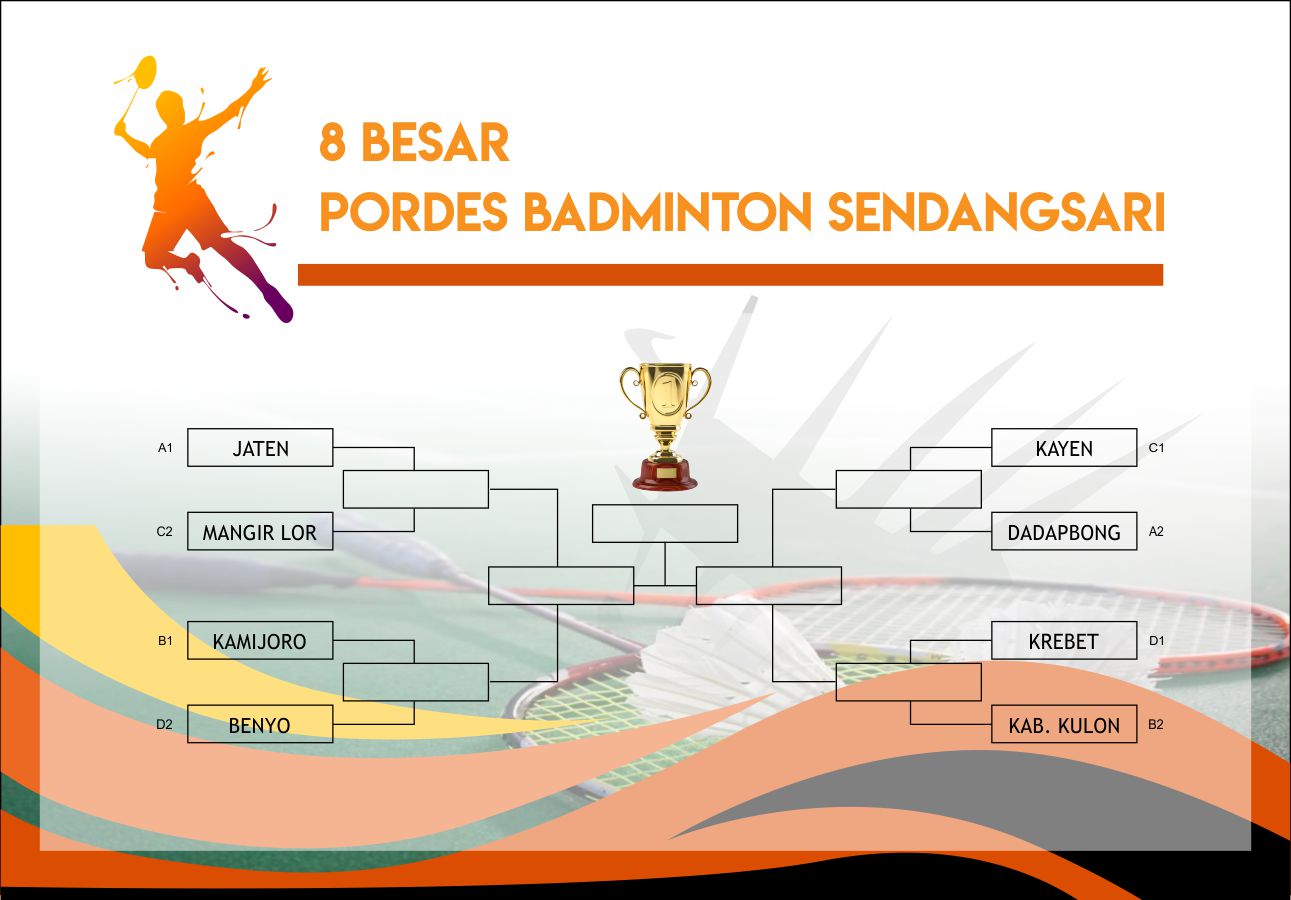 8 BESAR
PORDES BADMINTON SENDANGSARI
1
A1 JATEN
C2 MANGIR LOR
B1 KAMIJORO
D2 BENYO
KAYEN C1
DADAPBONG A2
KREBET D1
KAB. KULON B2